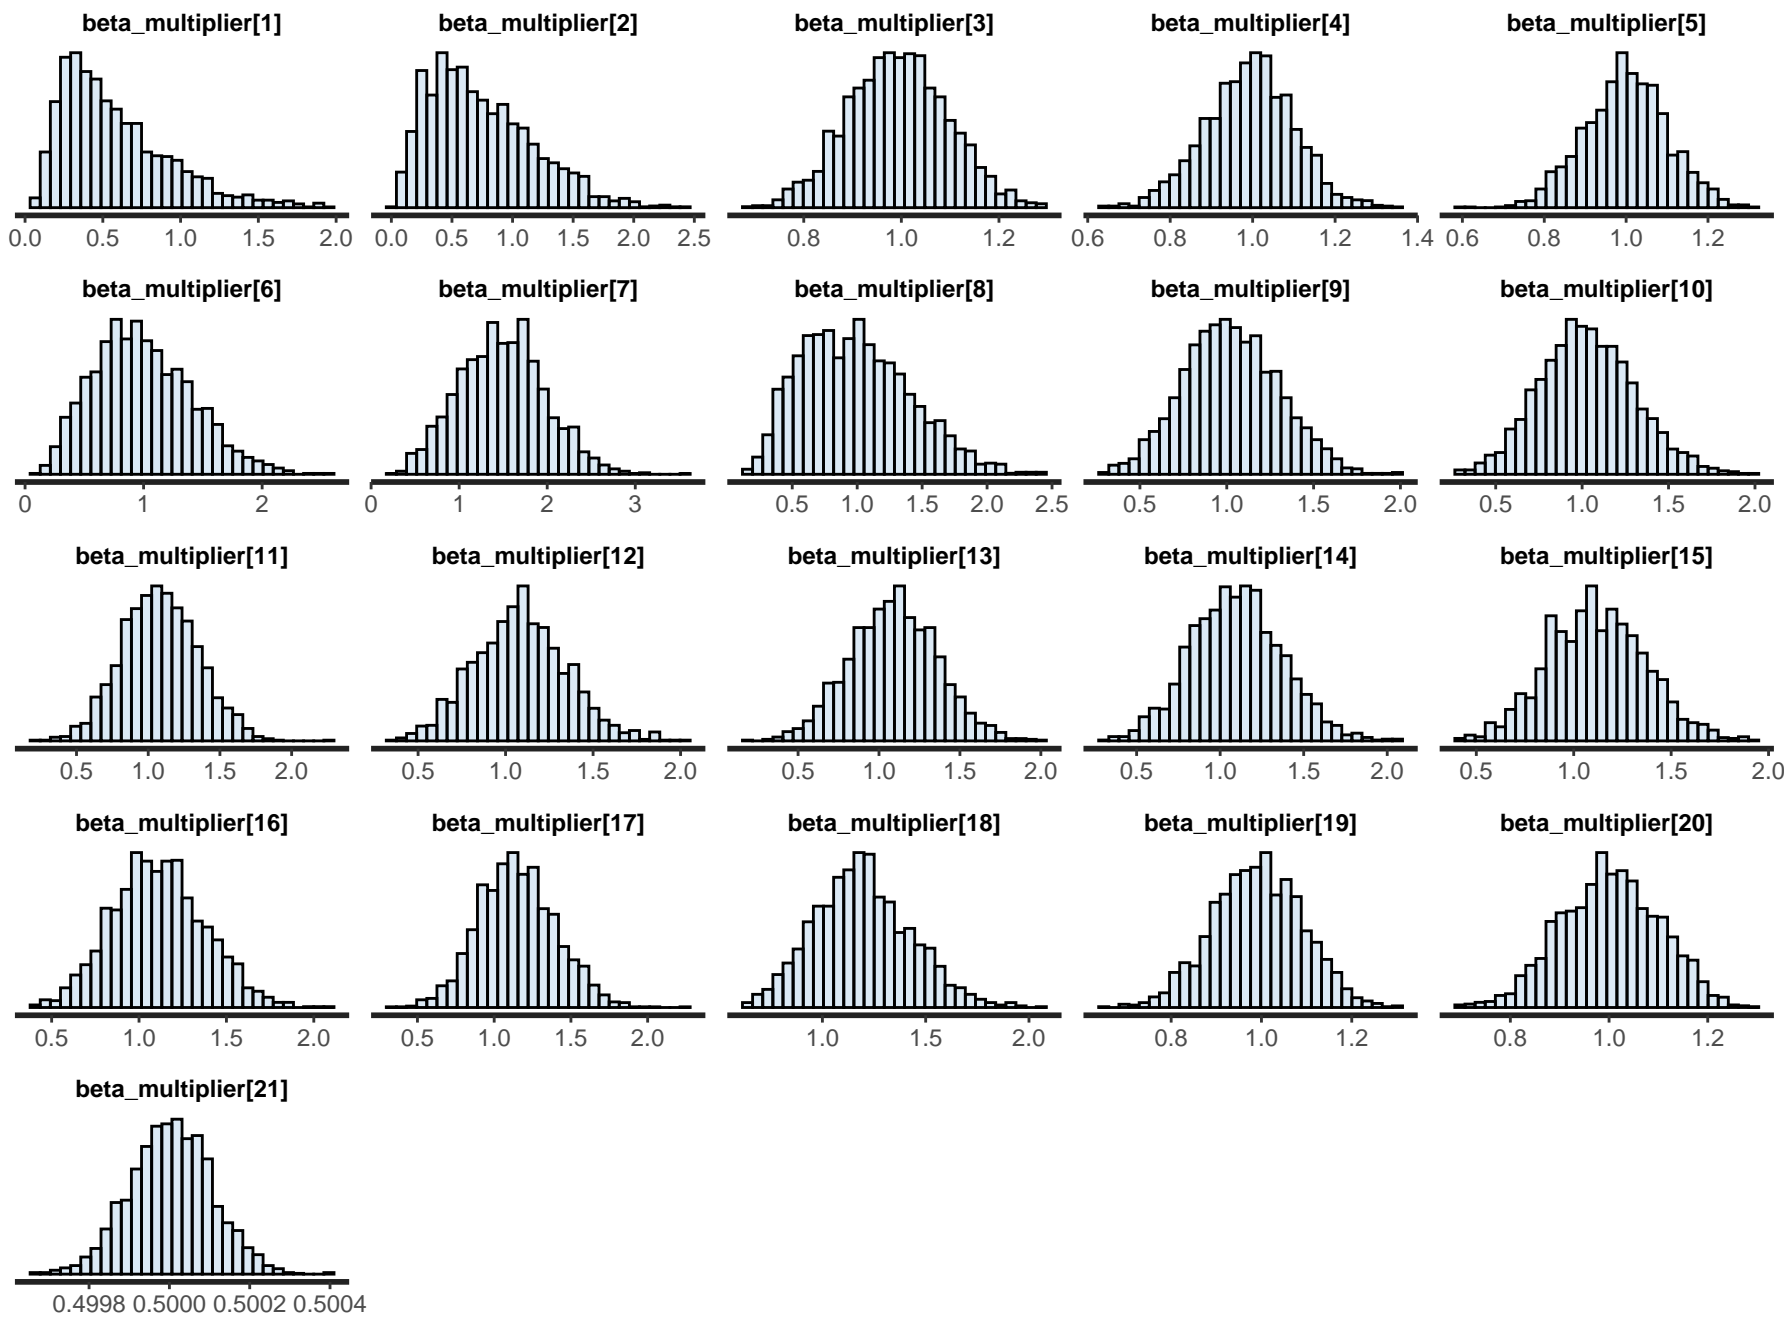 beta_multiplier[1] beta_multiplier[2] beta_multiplier[3] beta_multiplier[4] beta_multiplier[5]
0.0 0.5 1.0 1.5 2.0 0.0 0.5 1.0 1.5 2.0 2.5 0.8 1.0 1.2 0.6 0.8 1.0 1.2 1.4 0.6 0.8 1.0 1.2
beta_multiplier[6] beta_multiplier[7] beta_multiplier[8] beta_multiplier[9] beta_multiplier[10]
0 1 2 0 1 2 3 0.5 1.0 1.5 2.0 2.5 0.5 1.0 1.5 2.0 0.5 1.0 1.5 2.0
beta_multiplier[11] beta_multiplier[12] beta_multiplier[13] beta_multiplier[14] beta_multiplier[15]
0.5 1.0 1.5 2.0 0.5 1.0 1.5 2.0 0.5 1.0 1.5 2.0 0.5 1.0 1.5 2.0 0.5 1.0 1.5 2.0
beta_multiplier[16] beta_multiplier[17] beta_multiplier[18] beta_multiplier[19] beta_multiplier[20]
0.5 1.0 1.5 2.0 0.5 1.0 1.5 2.0 1.0 1.5 2.0 0.8 1.0 1.2 0.8 1.0 1.2
beta_multiplier[21]
0.4998 0.5000 0.5002 0.5004